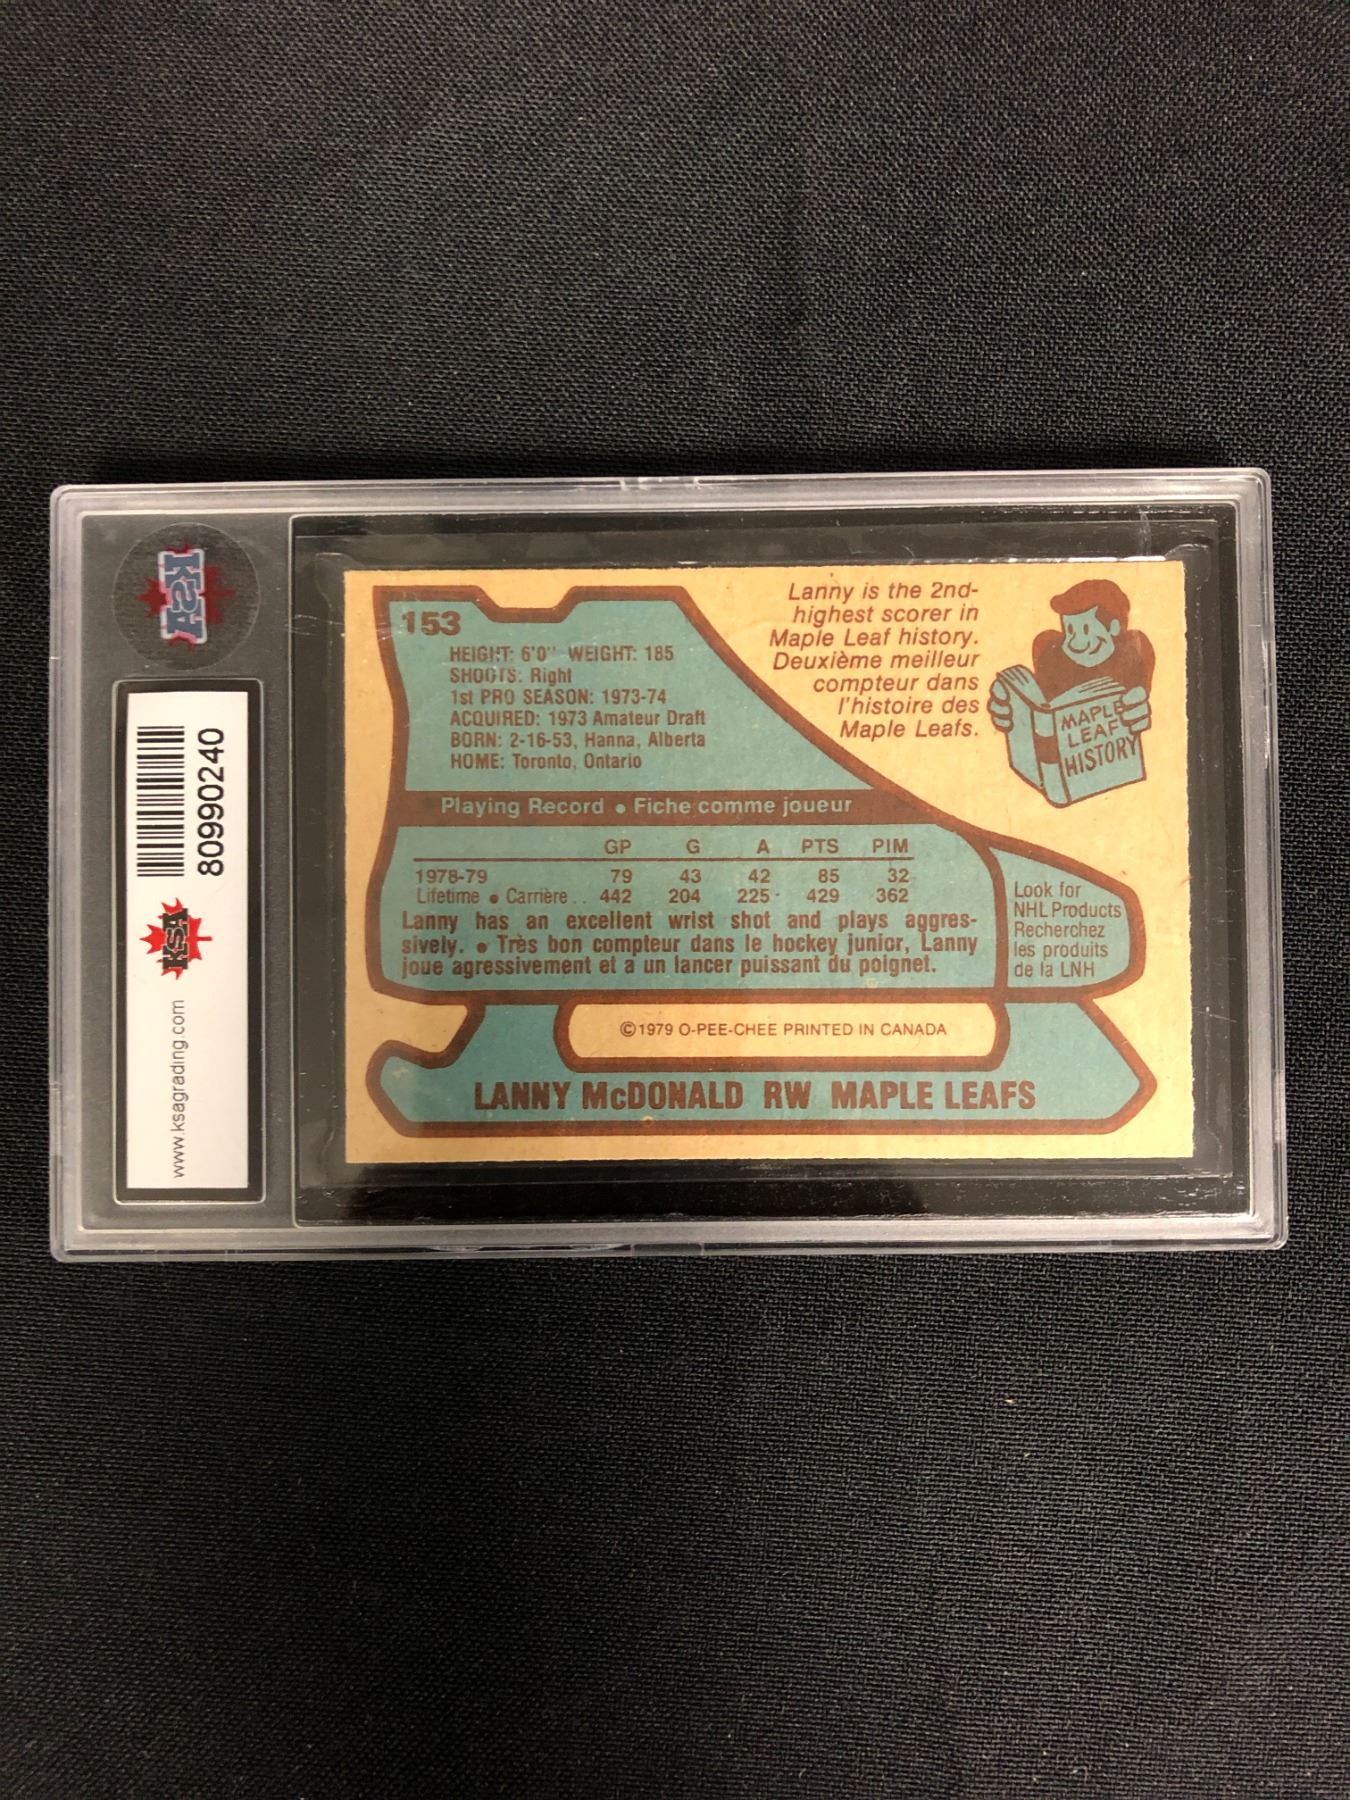 KSA
80990240
KSA
www.ksagrading.com
153
HEIGHT: 6'0" WEIGHT: 185
SHOOTS: Right
1st PRO SEASON: 1973-74
ACQUIRED: 1973 Amateur Draft
BORN: 2-16-53, Hanna, Alberta
HOME: Toronto, Ontario
Lanny is the 2nd-
highest scorer in
Maple Leaf history.
Deuxième meilleur
compteur dans
l'histoire des
Maple Leafs.
MAPLE
LEAF
HISTORY
Playing Record • Fiche comme joueur
GP G A PTS PIM
1978-79 79 43 42 85 32
Lifetime • Carrière . . 442 204 225 429 362
Lanny has an excellent wrist shot and plays aggres-
sively. • Très bon compteur dans le hockey junior, Lanny
joue agressivement et a un lancer puissant du poignet.
Look for
NHL Products
Recherchez
les produits
de la LNH
©1979 O-PEE-CHEE PRINTED IN CANADA
LANNY McDONALD RW MAPLE LEAFS